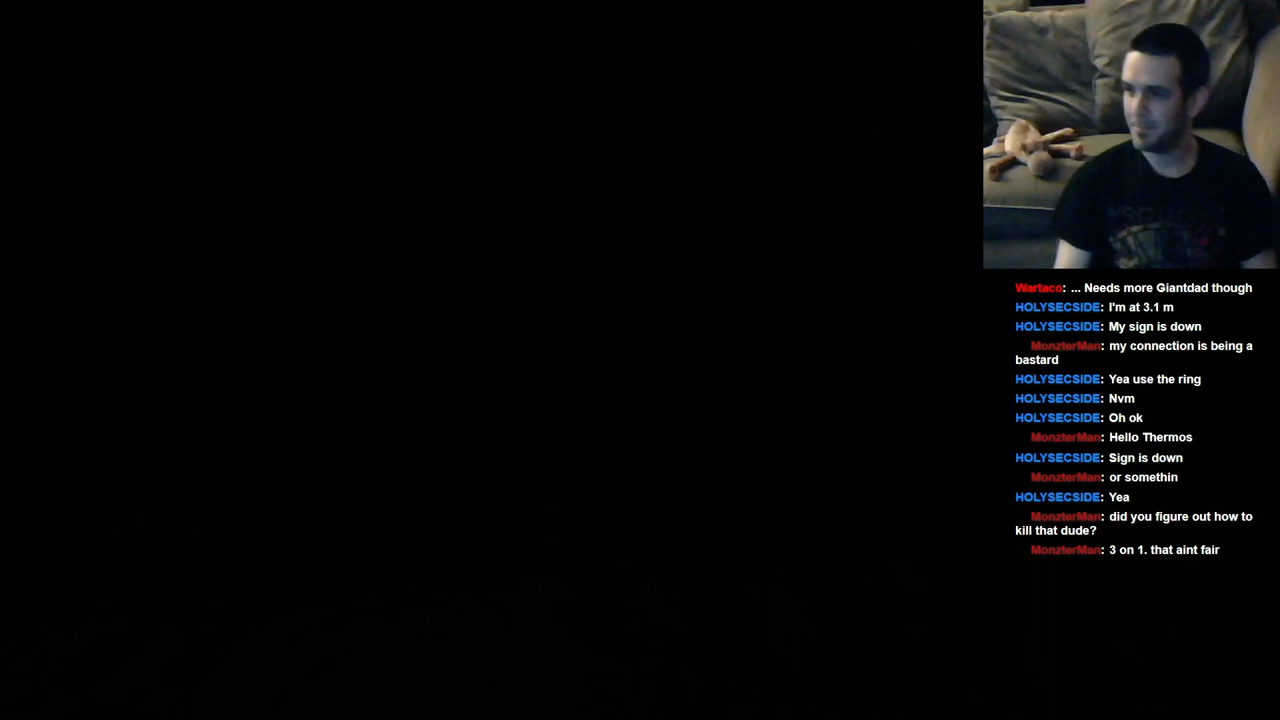 Wartaco: ... Needs more Giantdad though
HOLYSECSIDE: I'm at 3.1 m
HOLYSECSIDE: My sign is down
MonzterMan: my connection is being a
bastard
HOLYSECSIDE: Yea use the ring
HOLYSECSIDE: Nvm
HOLYSECSIDE: Oh ok
MonzterMan: Hello Thermos
HOLYSECSIDE: Sign is down
MonzterMan: or somethin
HOLYSECSIDE: Yea
MonzterMan: did you figure out how to
kill that dude?
MonzterMan: 3 on 1. that aint fair